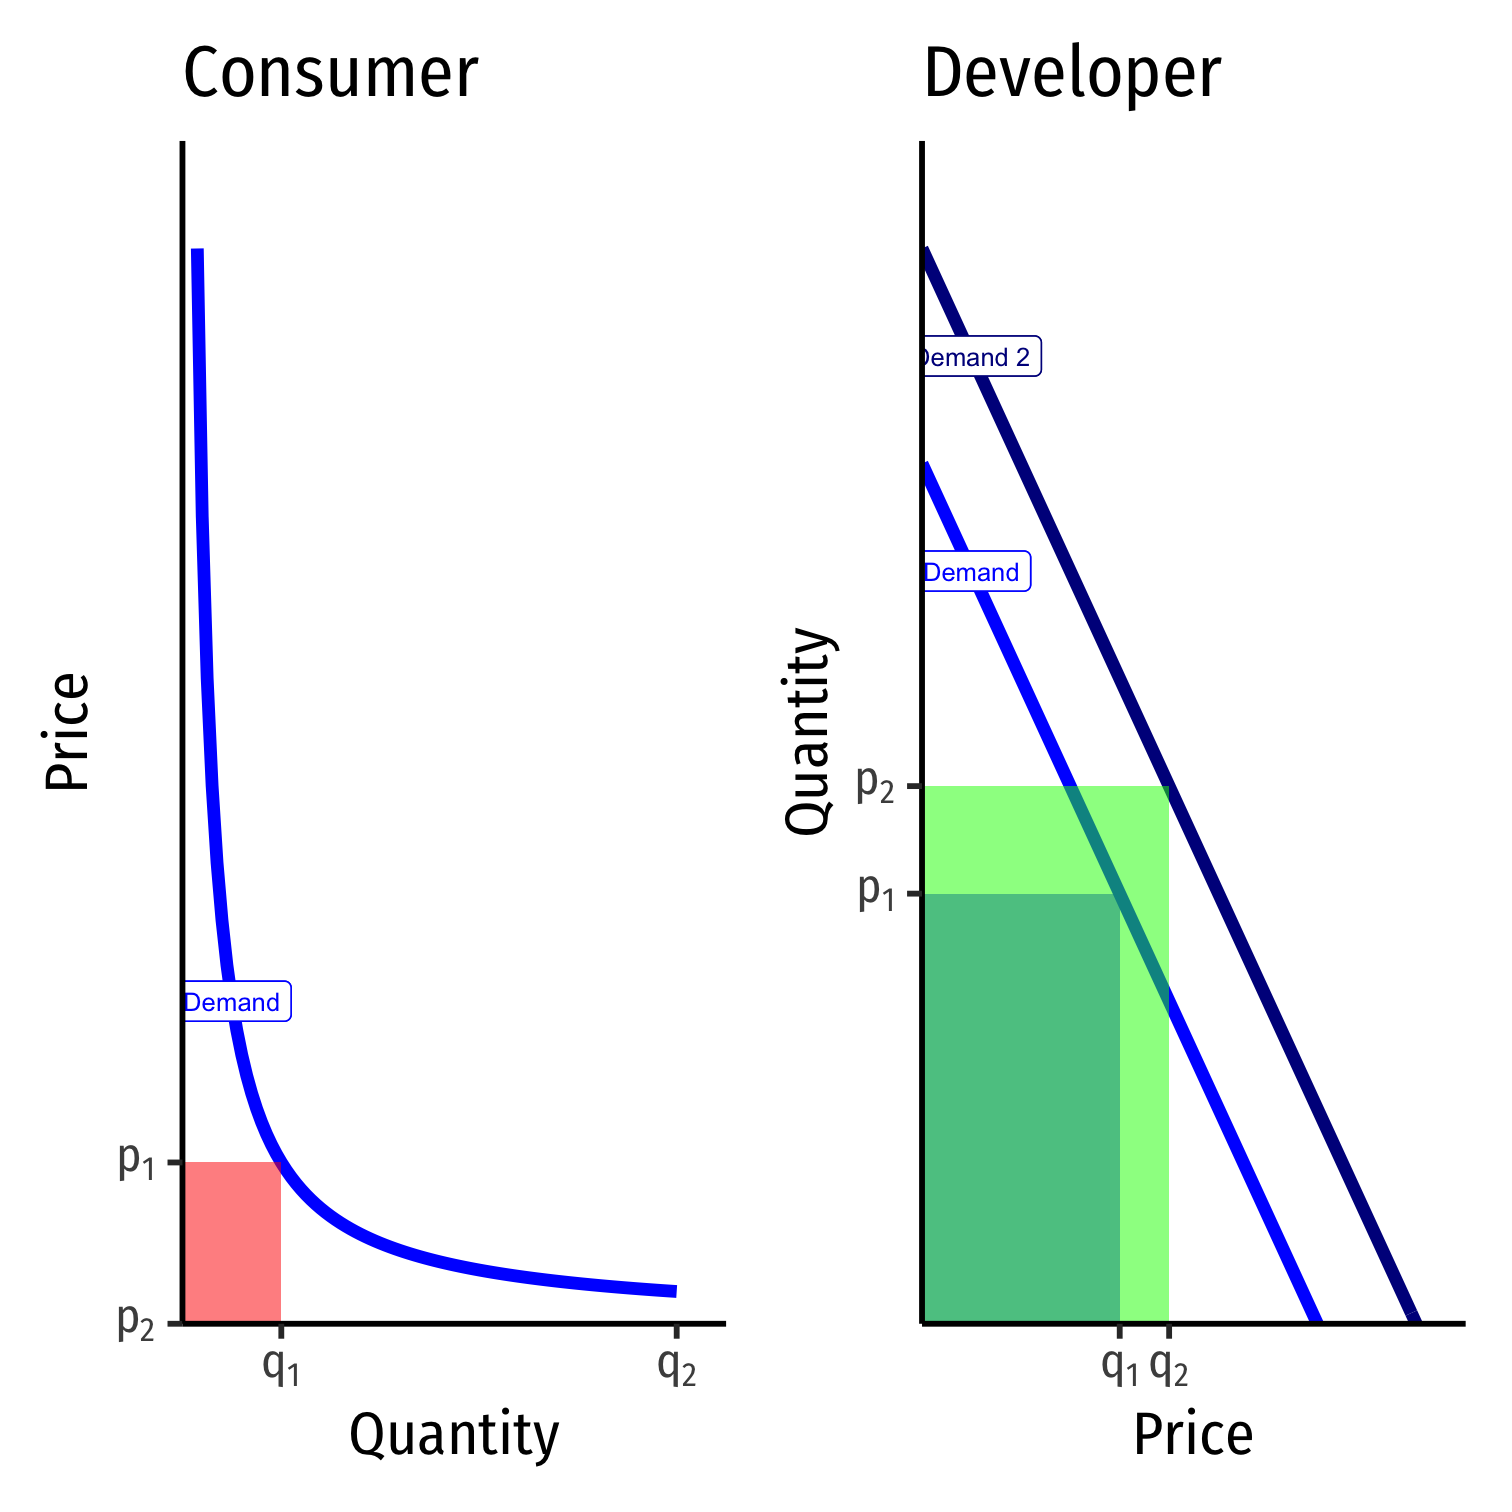 Consumer
Price
Demand
p₁
p₂
q₁
q₂
Quantity
Developer
Quantity
Demand 2
Demand
p₂
p₁
q₁
q₂
Price